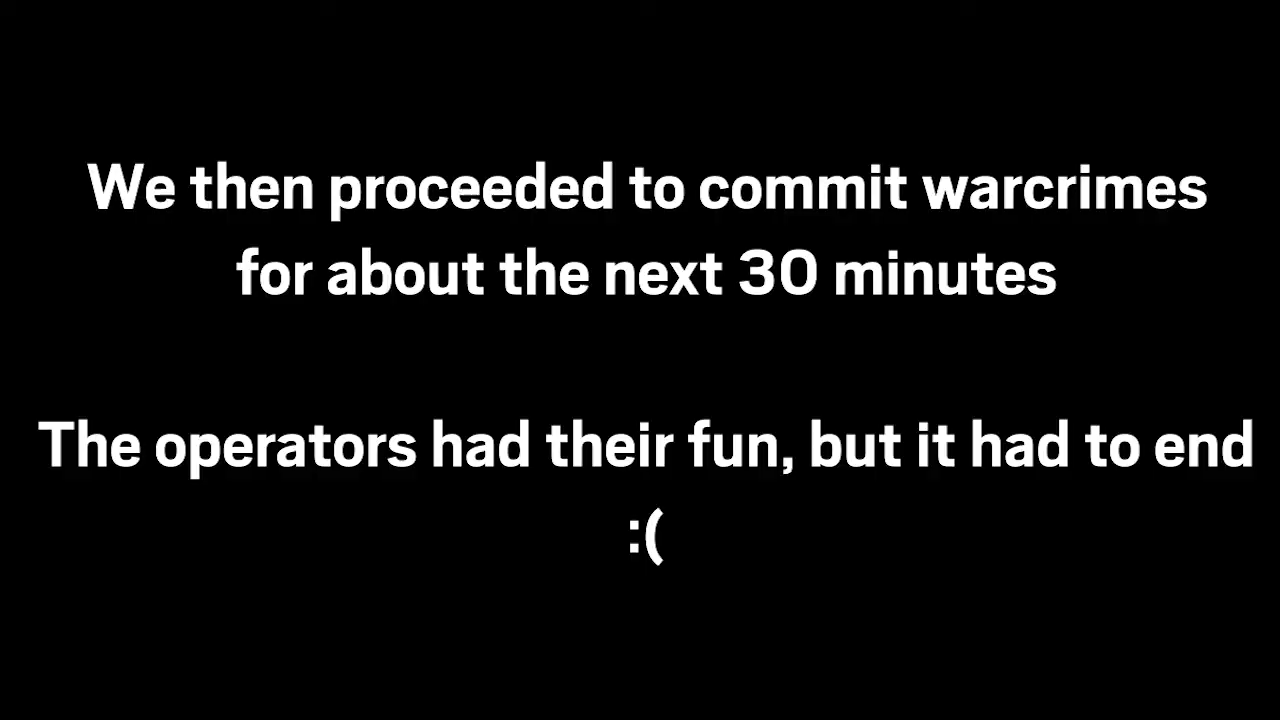 We then proceeded to commit warcrimes
for about the next 30 minutes
The operators had their fun, but it had to end
:(